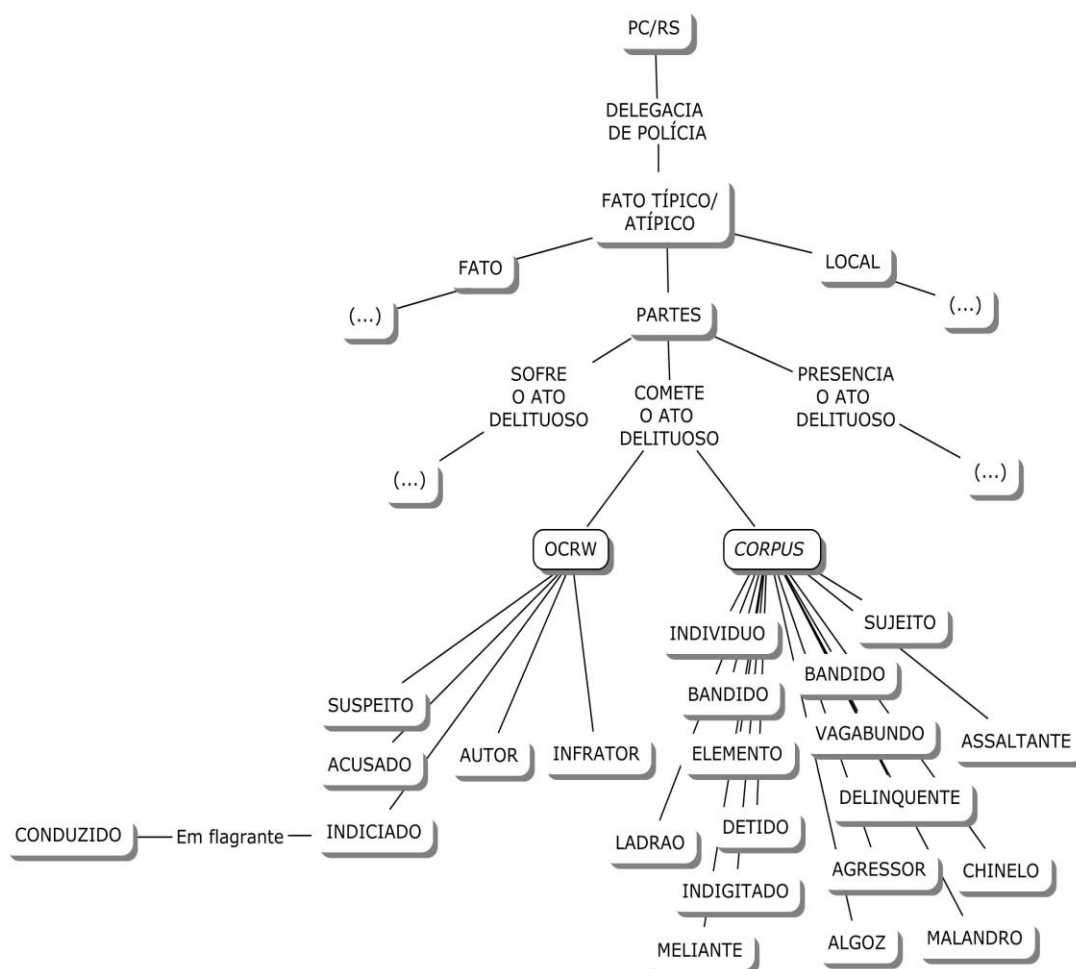 PC/RS
DELEGACIA
DE POLÍCIA
FATO TÍPICO/
ATÍPICO
FATO
LOCAL
(...)
(...)
PARTES
SOFRE
O ATO
DELITUOSO
COMETE
O ATO
DELITUOSO
PRESENCIA
O ATO
DELITUOSO
(...)
(...)
OCRW
CORPUS
SUSPEITO
ACUSADO
INDICIADO
Em flagrante
CONDUZIDO
AUTOR
INFRATOR
INDIVIDUO
BANDIDO
ELEMENTO
LADRAO
DETIDO
INDIGITADO
MELIANTE
SUJEITO
BANDIDO
VAGABUNDO
ASSALTANTE
DELINQUENTE
AGRESSOR
CHINELO
ALGOZ
MALANDRO